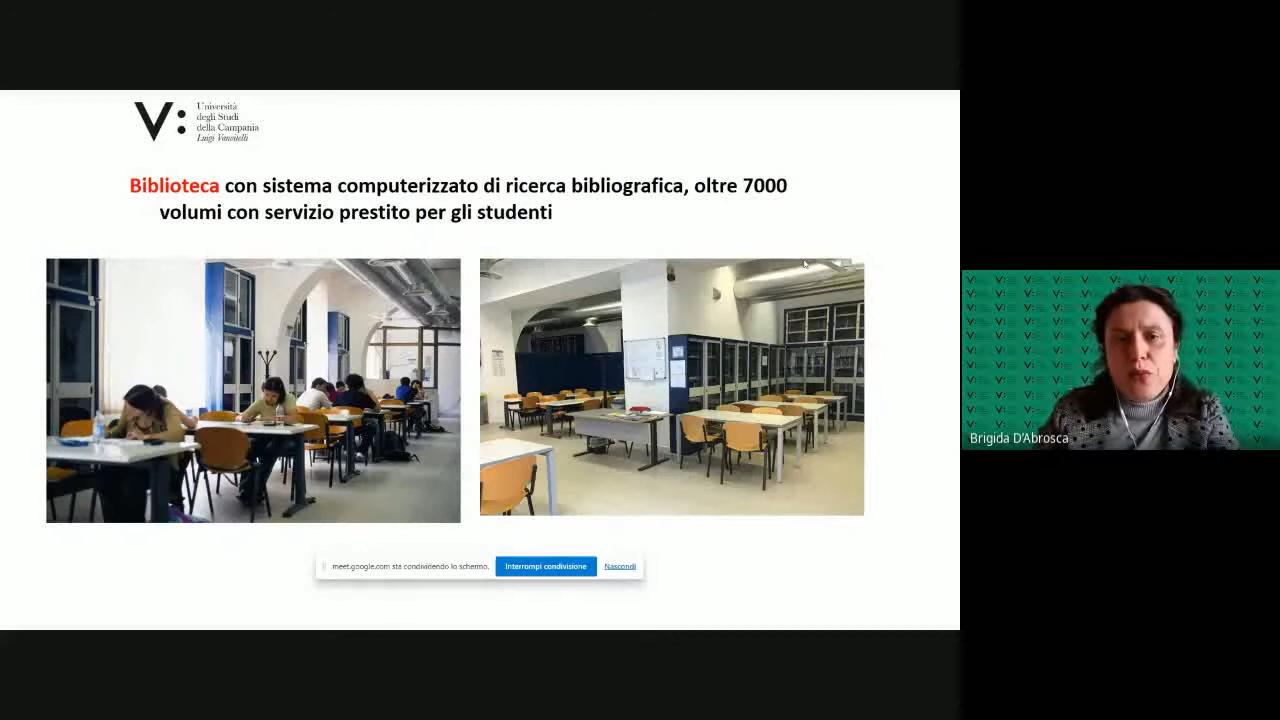 V:
Università
degli Studi
della Campania
Luigi Vanvitelli
Biblioteca con sistema computerizzato di ricerca bibliografica, oltre 7000
volumi con servizio prestito per gli studenti
meet.google.com sta condividendo lo schermo.
Interrompi condivisione
Nascondi
Brigida D'Abrosca